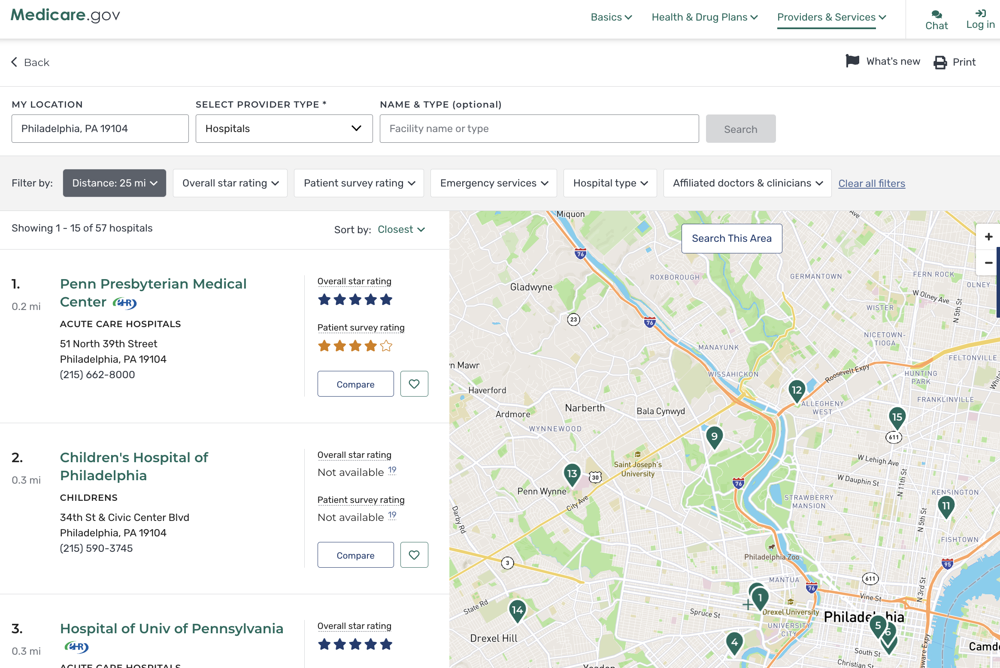 Medicare.gov
Basics
Health & Drug Plans
Providers & Services
Chat
Log in
Back
What's new
Print
MY LOCATION
SELECT PROVIDER TYPE *
NAME & TYPE (optional)
Philadelphia, PA 19104
Hospitals
Facility name or type
Search
Filter by:
Distance: 25 mi
Overall star rating
Patient survey rating
Emergency services
Hospital type
Affiliated doctors & clinicians
Clear all filters
Showing 1 - 15 of 57 hospitals
Sort by: Closest
1.
0.2 mi
Penn Presbyterian Medical
Center
ACUTE CARE HOSPITALS
51 North 39th Street
Philadelphia, PA 19104
(215) 662-8000
Overall star rating
Patient survey rating
Compare
2.
0.3 mi
Children's Hospital of
Philadelphia
CHILDRENS
34th St & Civic Center Blvd
Philadelphia, PA 19104
(215) 590-3745
Overall star rating
Not available 19
Patient survey rating
Not available 19
Compare
3.
0.3 mi
Hospital of Univ of Pennsylvania
ACUTE CARE HOSPITALS
Overall star rating
Search This Area
+
−
Miquon
Ave
76
ROXBOROUGH
GERMANTOWN
FERN ROCK
OLNEY
Gladwyne
W Olney Ave
N 5th St
WISTER
23
76
NICETOWN-
TIOGA
MANAYUNK
FELTONVILLE
n Mawr
WISSAHICKON
Roosevelt Expy
HUNTING
PARK
Haverford
12
Narberth
Bala Cynwyd
ALLEGHENY
WEST
FRANKLINVILLE
Ardmore
15
WYNNEWOOD
9
611
Saint Joseph's
University
W Lehigh Ave
13
30
76
W Dauphin St
N 11th St
Penn Wynne
City Ave
STRAWBERRY
MANSION
KENSINGTON
11
Darby Rd
N 5th St
FISHTOWN
Philadelphia Zoo
3
95
MANTUA
611
76
N 3rd St
1
Vine St
State Rd
14
Spruce St
Drexel University
Philadelphia
UNIVERSITY
CITY
5
6
Drexel Hill
4
South St
Camd
aware Expy
Christian St
Yeadon